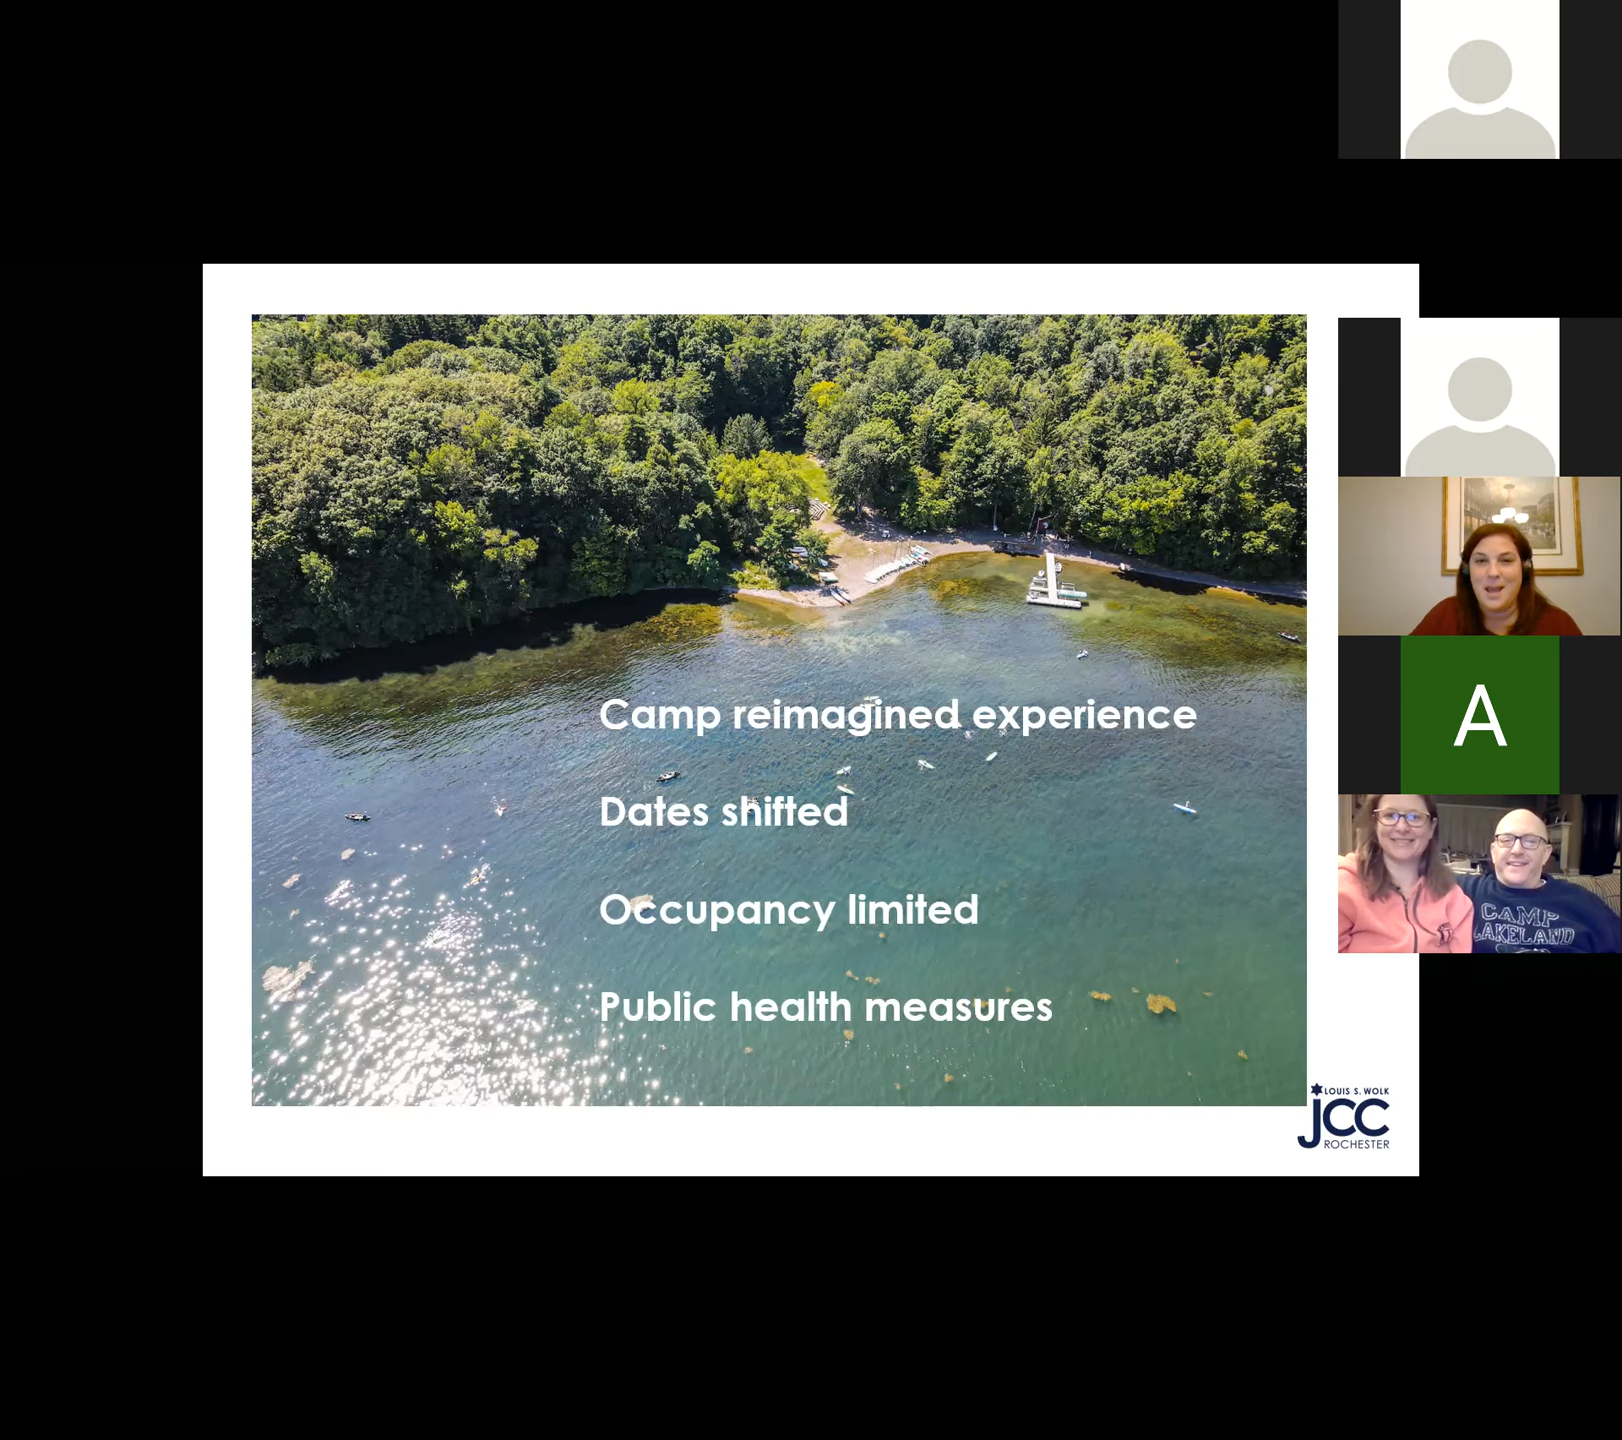 A
Camp reimagined experience
Dates shifted
Occupancy limited
Public health measures
CAMP
LAKELAND
LOUIS S. WOLK
JCC
ROCHESTER